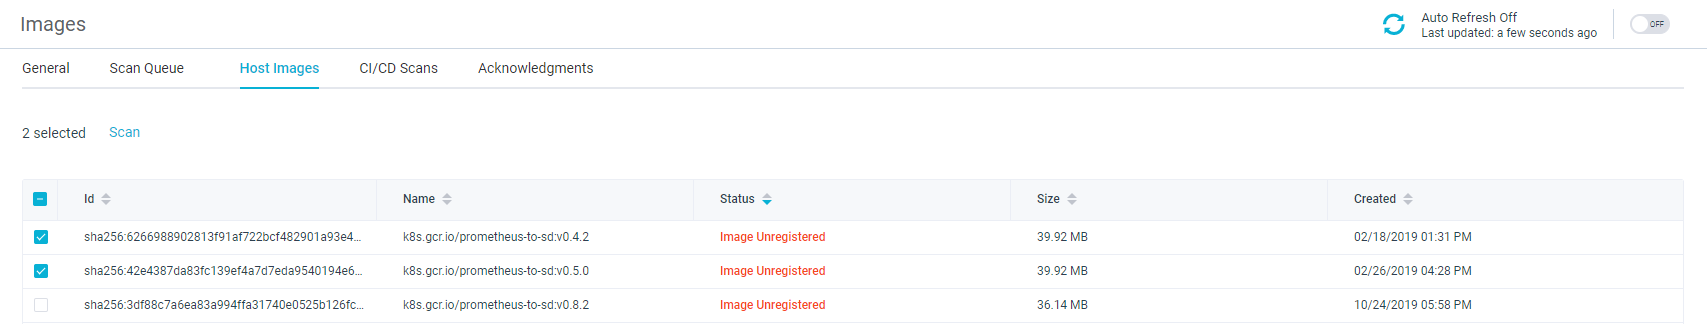 Images
Auto Refresh Off
Last updated: a few seconds ago
OFF
General Scan Queue Host Images CI/CD Scans Acknowledgments
2 selected Scan
Id Name Status Size Created
sha256:6266988902813f91af722bcf482901a93e4... k8s.gcr.io/prometheus-to-sd:v0.4.2 Image Unregistered 39.92 MB 02/18/2019 01:31 PM
sha256:42e4387da83fc139ef4a7d7eda9540194e6... k8s.gcr.io/prometheus-to-sd:v0.5.0 Image Unregistered 39.92 MB 02/26/2019 04:28 PM
sha256:3df88c7a6ea83a994ffa31740e0525b126fc... k8s.gcr.io/prometheus-to-sd:v0.8.2 Image Unregistered 36.14 MB 10/24/2019 05:58 PM